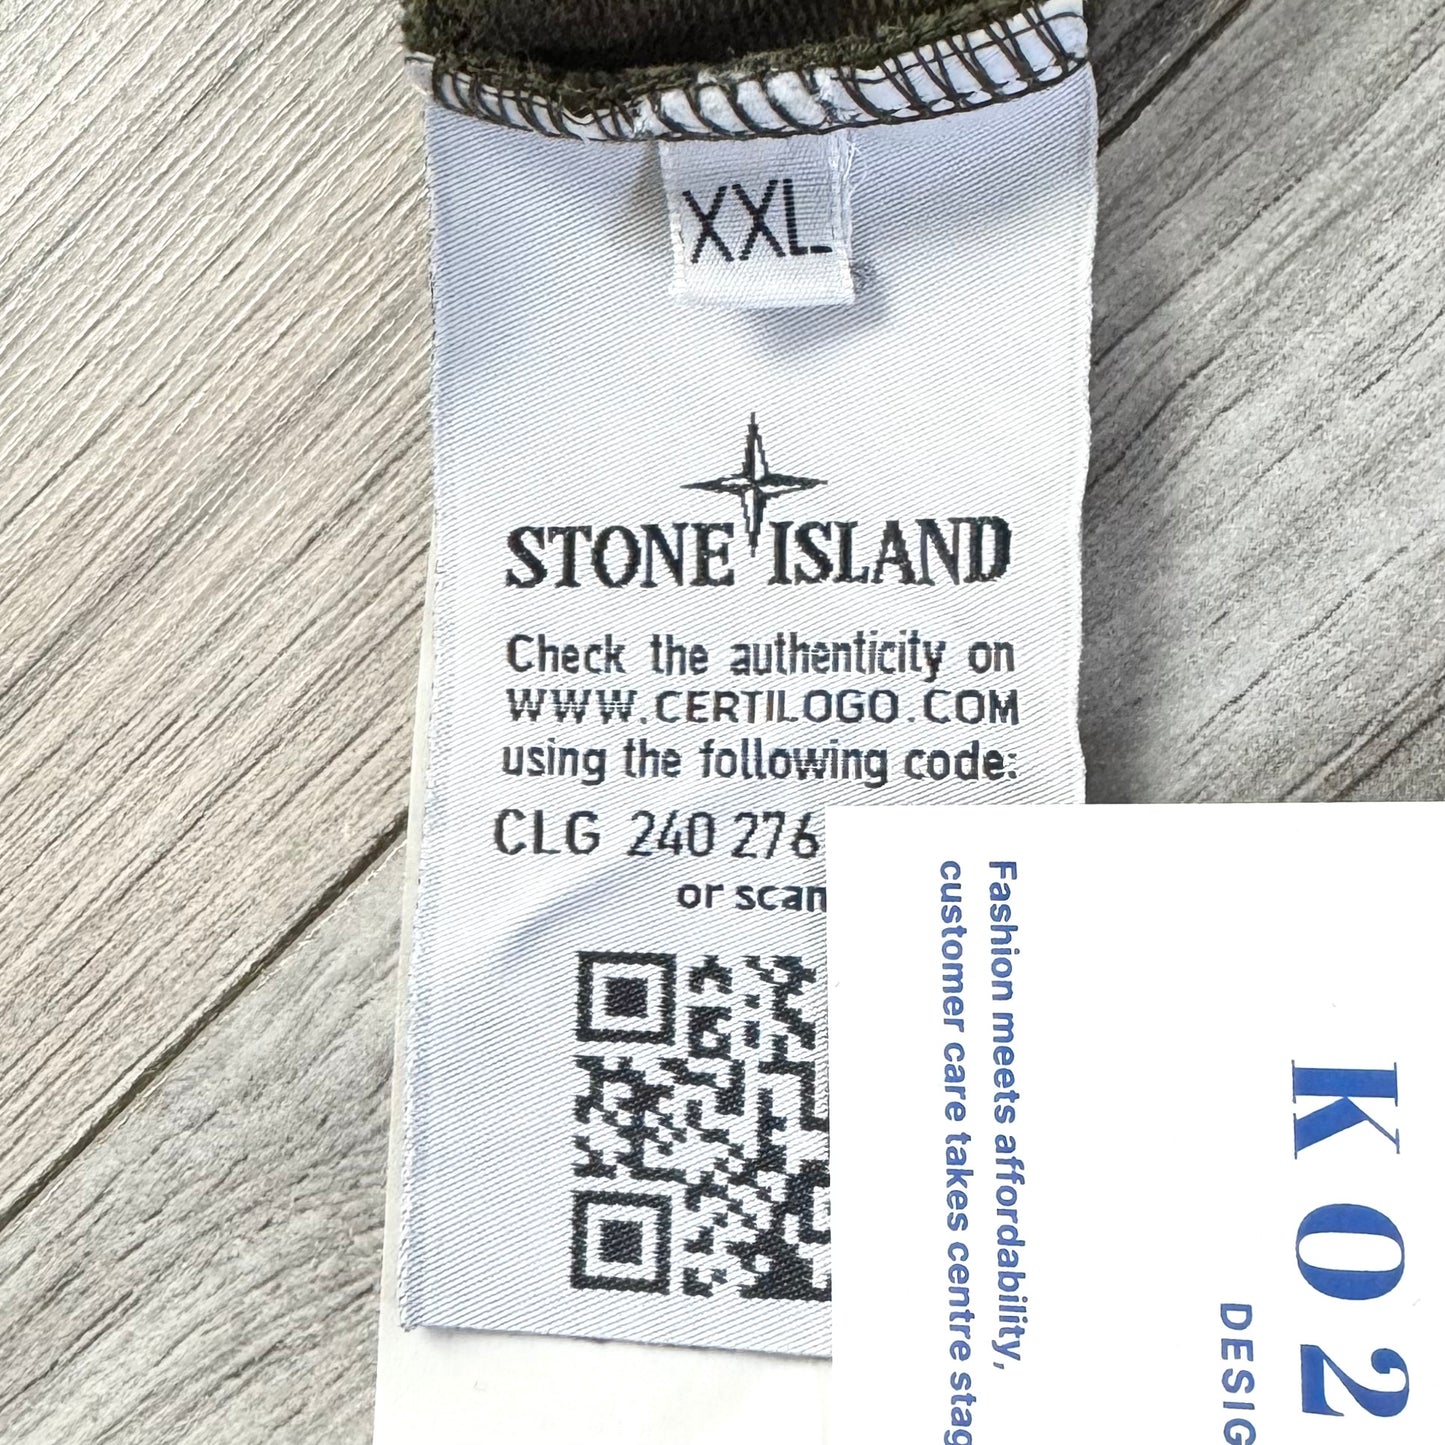 XXL
STONE ISLAND
Check the authenticity on
WWW.CERTILOGO.COM
using the following code:
CLG 240 276
or scan
Fashion meets affordability,
customer care takes centre stag
K02
DESIG